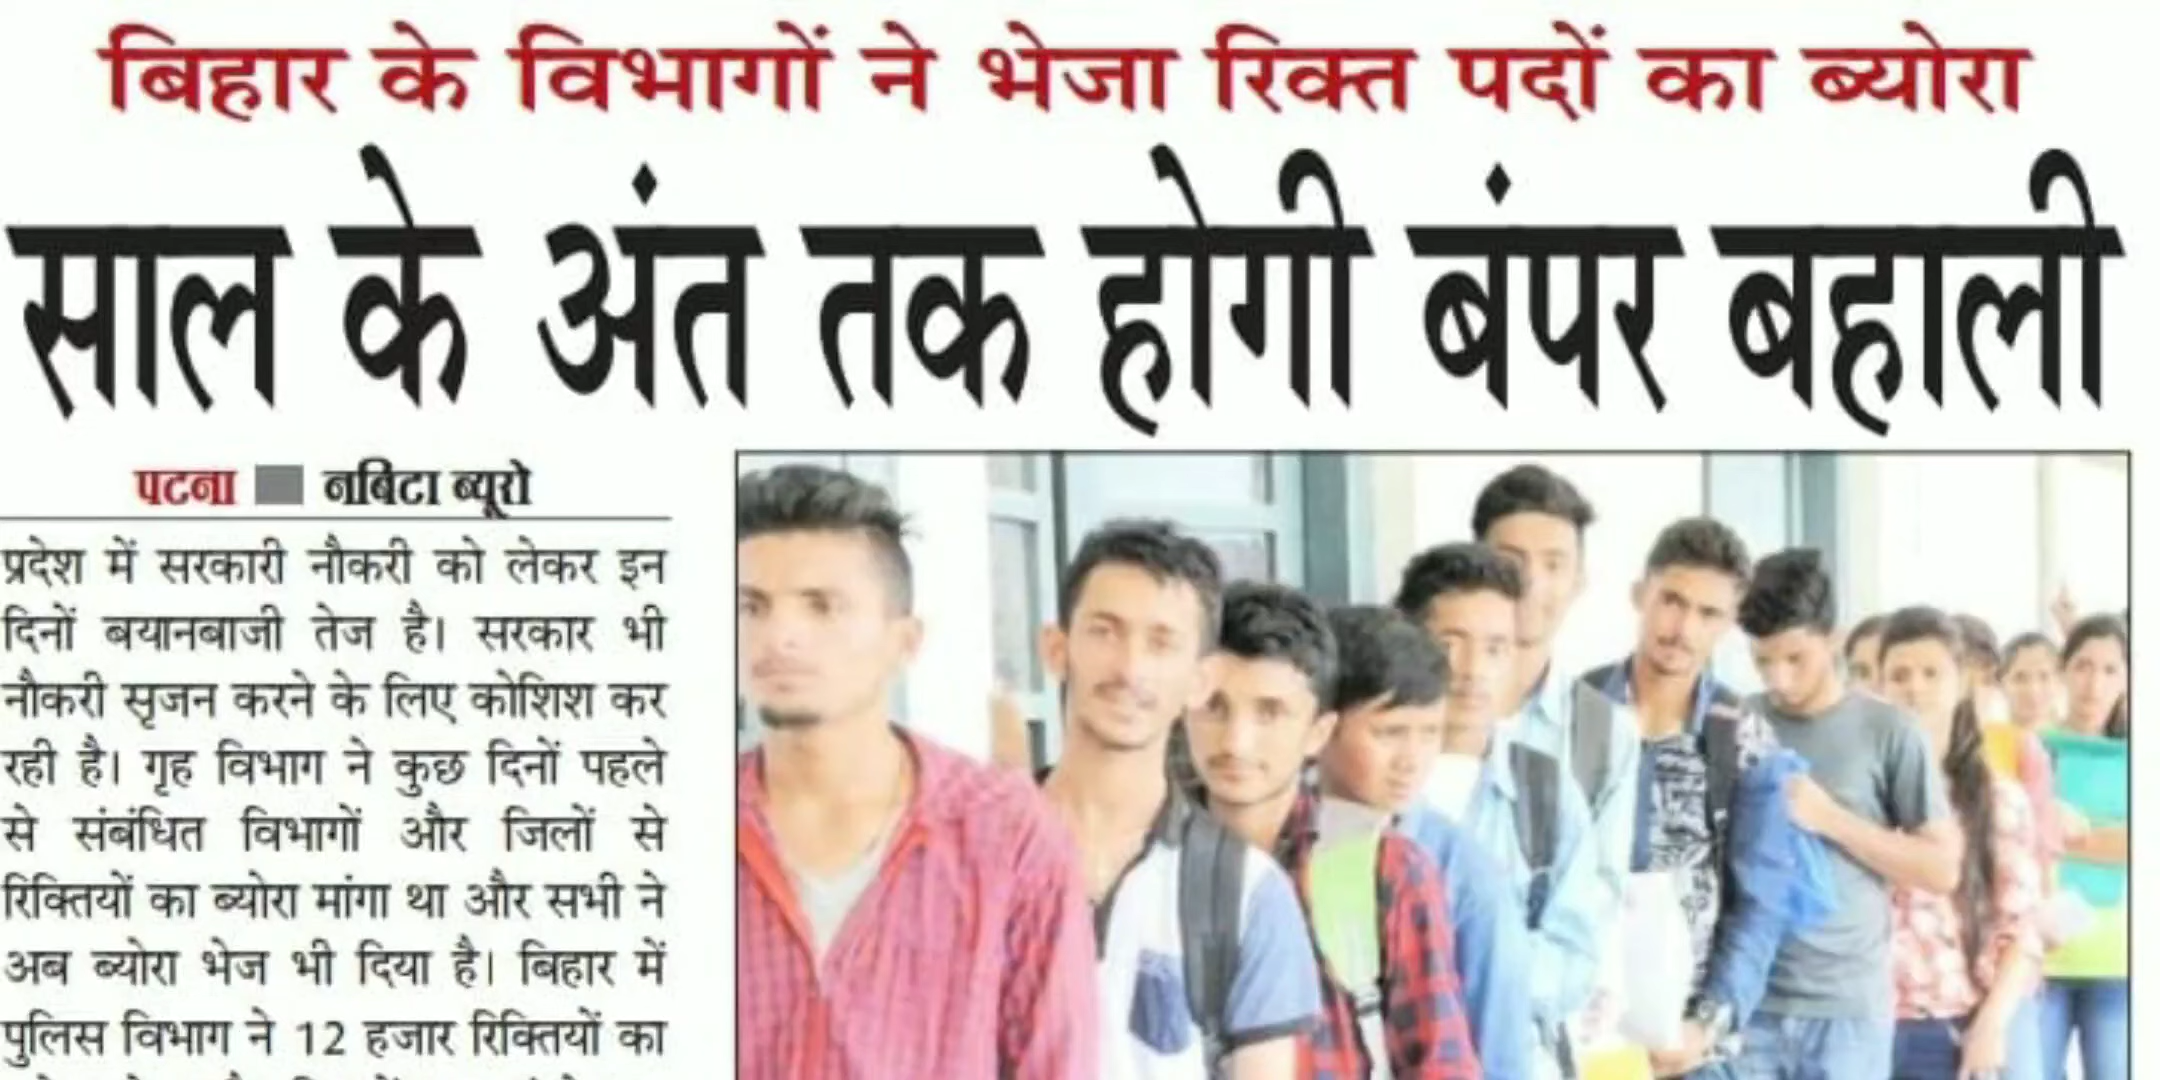 बिहार के विभागों ने भेजा रिक्त पदों का ब्योरा
साल के अंत तक होगी बंपर बहाली
पटना ■ नबिटा ब्यूरो
प्रदेश में सरकारी नौकरी को लेकर इन
दिनों बयानबाजी तेज है। सरकार भी
नौकरी सृजन करने के लिए कोशिश कर
रही है। गृह विभाग ने कुछ दिनों पहले
से संबंधित विभागों और जिलों से
रिक्तियों का ब्योरा मांगा था और सभी ने
अब ब्योरा भेज भी दिया है। बिहार में
पुलिस विभाग ने 12 हजार रिक्तियों का